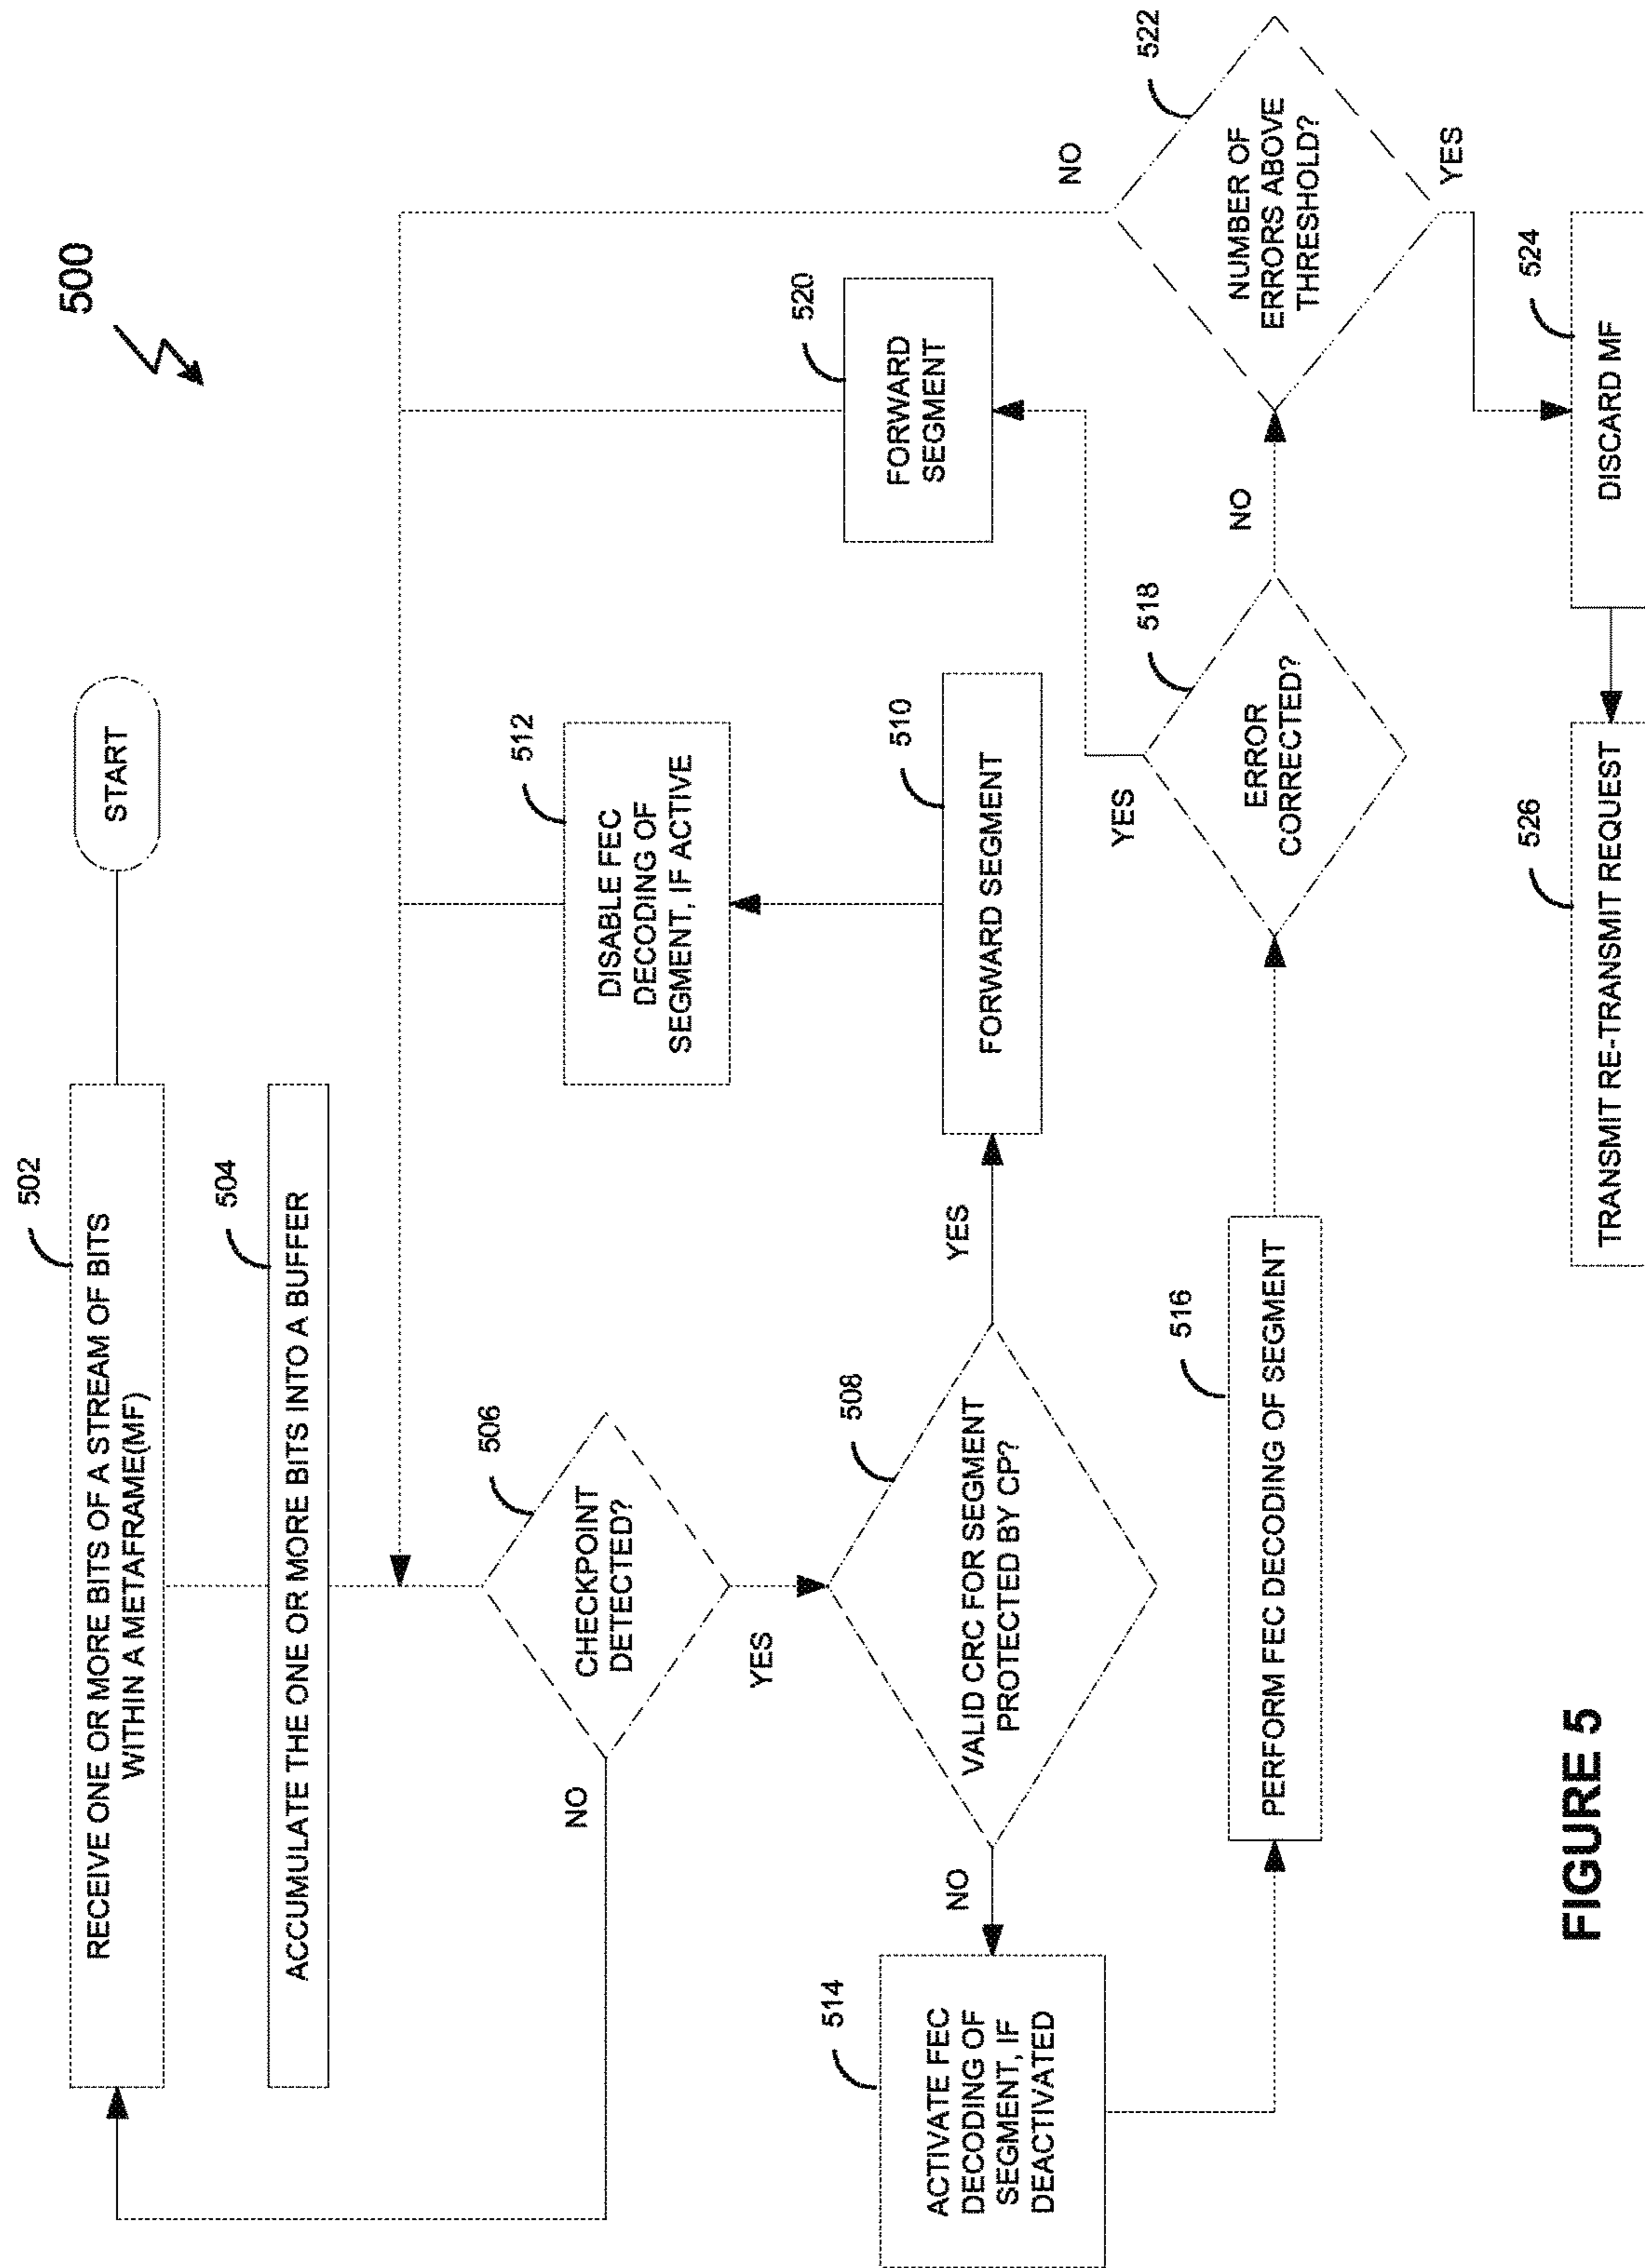 500
START
502
RECEIVE ONE OR MORE BITS OF A STREAM OF BITS
WITHIN A METAFRAME(MF)
504
ACCUMULATE THE ONE OR MORE BITS INTO A BUFFER
506
CHECKPOINT
DETECTED?
NO
YES
508
VALID CRC FOR SEGMENT
PROTECTED BY CP?
YES
NO
510
FORWARD SEGMENT
512
DISABLE FEC
DECODING OF
SEGMENT, IF ACTIVE
514
ACTIVATE FEC
DECODING OF
SEGMENT, IF
DEACTIVATED
516
PERFORM FEC DECODING OF SEGMENT
518
ERROR
CORRECTED?
YES
NO
520
FORWARD
SEGMENT
522
NUMBER OF
ERRORS ABOVE
THRESHOLD?
NO
YES
524
DISCARD MF
526
TRANSMIT RE-TRANSMIT REQUEST
FIGURE 5